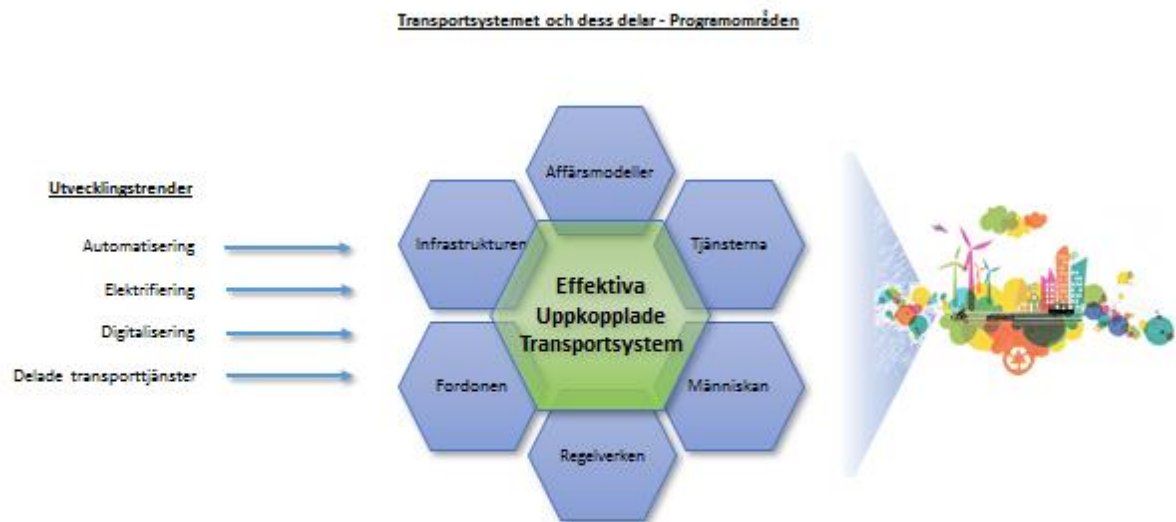 Transportsystemet och dess delar - Programområden
Utvecklingstrender
Automatisering
Elektrifiering
Digitalisering
Delade transporttjänster
Affärsmodeller
Infrastrukturen
Tjänsterna
Effektiva
Uppkopplade
Transportsystem
Fordonen
Människan
Regelverken